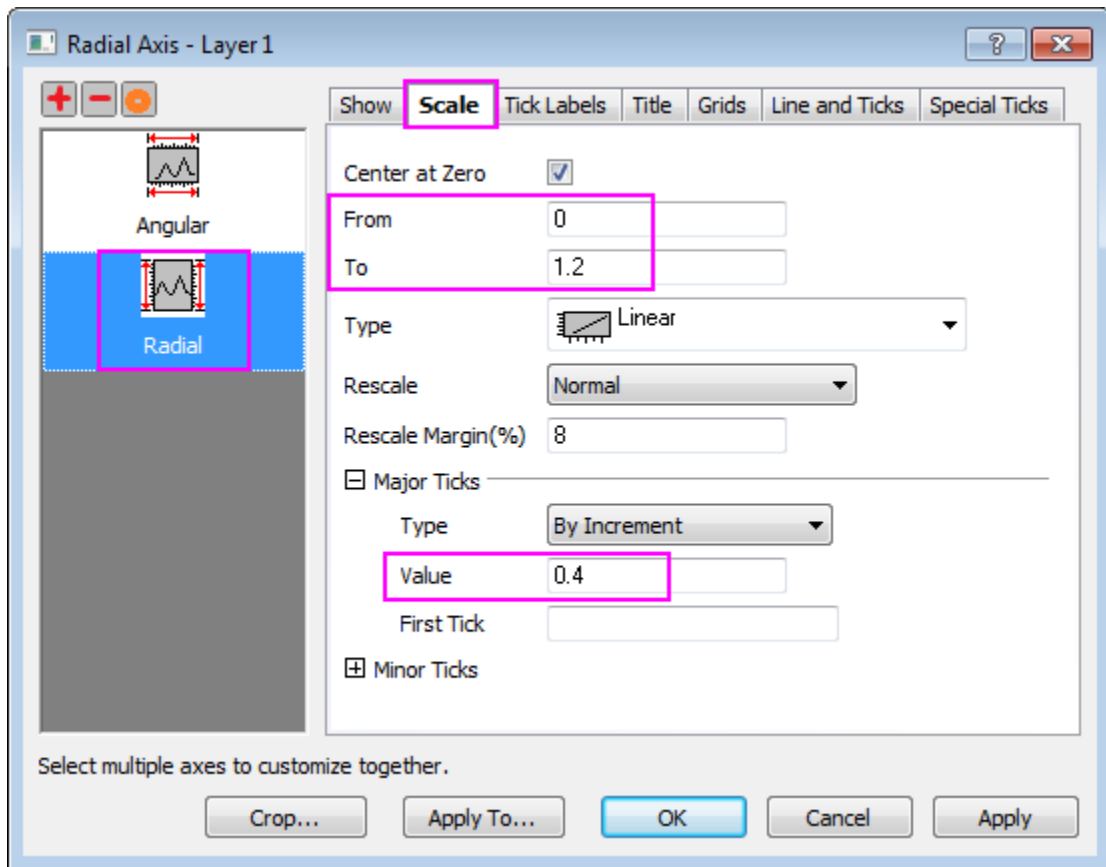 Radial Axis - Layer 1
Show Scale Tick Labels Title Grids Line and Ticks Special Ticks
Angular
Radial
Center at Zero
From 0
To 1.2
Type Linear
Rescale Normal
Rescale Margin(%) 8
Major Ticks
Type By Increment
Value 0.4
First Tick
Minor Ticks
Select multiple axes to customize together.
Crop... Apply To... OK Cancel Apply